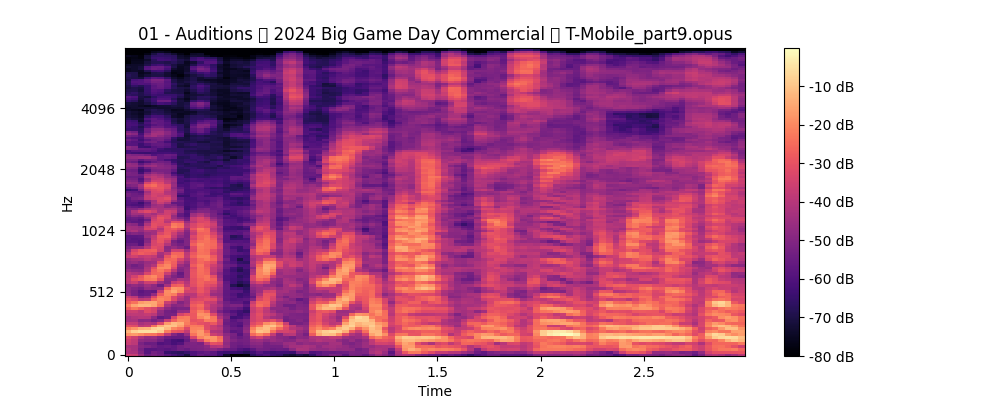 01 - Auditions ▯ 2024 Big Game Day Commercial ▯ T-Mobile_part9.opus
Hz
4096
2048
1024
512
0
0 0.5 1 1.5 2 2.5
Time
-10 dB
-20 dB
-30 dB
-40 dB
-50 dB
-60 dB
-70 dB
-80 dB